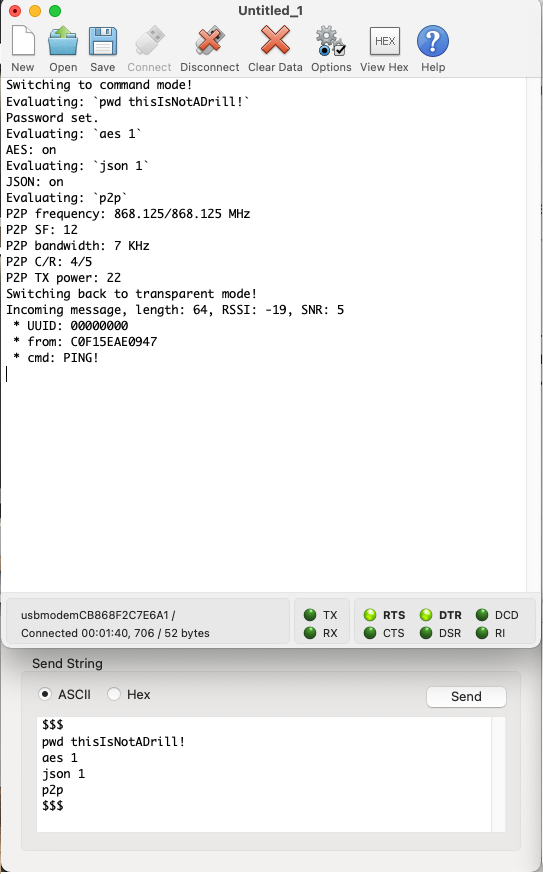 Untitled_1
New Open Save Connect Disconnect Clear Data Options HEX View Hex ? Help
Switching to command mode!
Evaluating: `pwd thisIsNotADrill!`
Password set.
Evaluating: `aes 1`
AES: on
Evaluating: `json 1`
JSON: on
Evaluating: `p2p`
P2P frequency: 868.125/868.125 MHz
P2P SF: 12
P2P bandwidth: 7 KHz
P2P C/R: 4/5
P2P TX power: 22
Switching back to transparent mode!
Incoming message, length: 64, RSSI: -19, SNR: 5
* UUID: 00000000
* from: C0F15EAE0947
* cmd: PING!
usbmodemCB868F2C7E6A1 /
Connected 00:01:40, 706 / 52 bytes
TX RTS DTR DCD
RX CTS DSR RI
Send String
ASCII Hex Send
$$$
pwd thisIsNotADrill!
aes 1
json 1
p2p
$$$